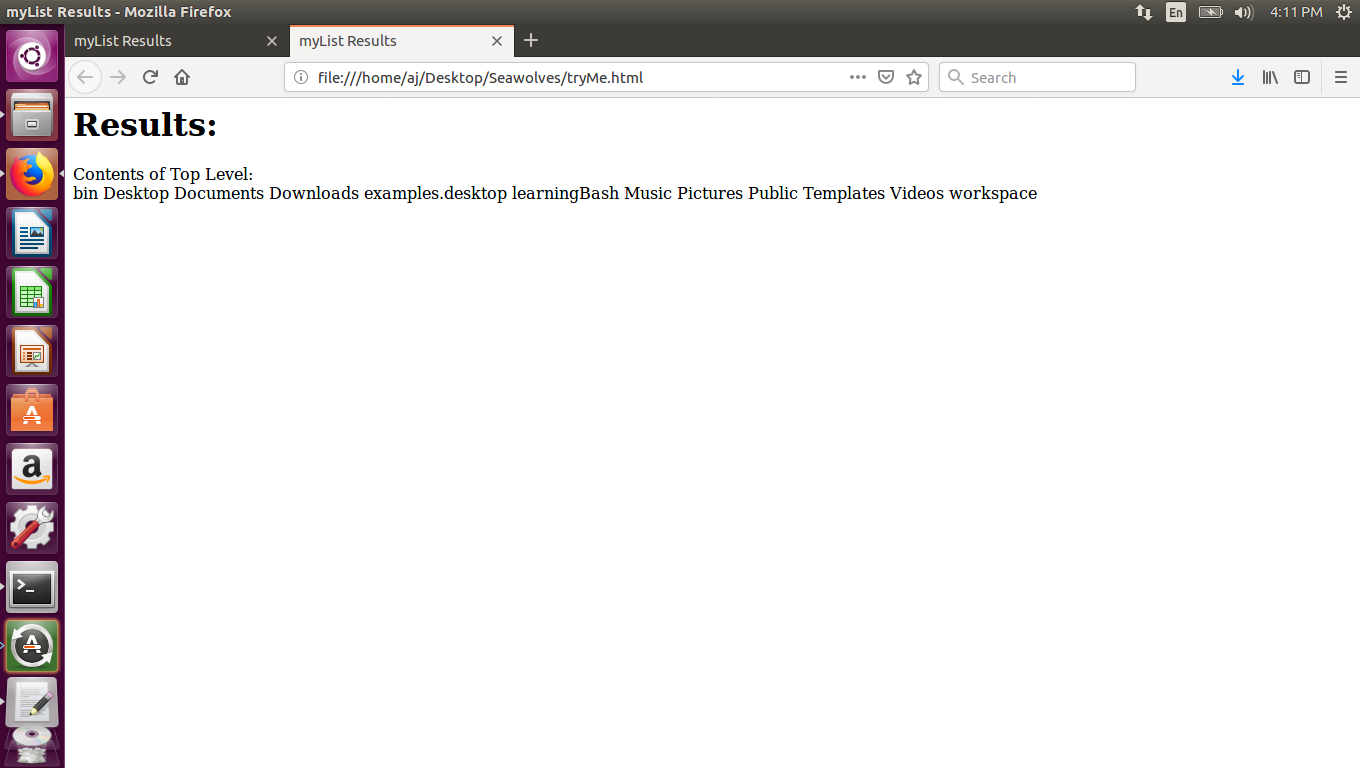 myList Results - Mozilla Firefox
En
4:11 PM
myList Results
myList Results
file:///home/aj/Desktop/Seawolves/tryMe.html
Search
Results:
Contents of Top Level:
bin Desktop Documents Downloads examples.desktop learningBash Music Pictures Public Templates Videos workspace